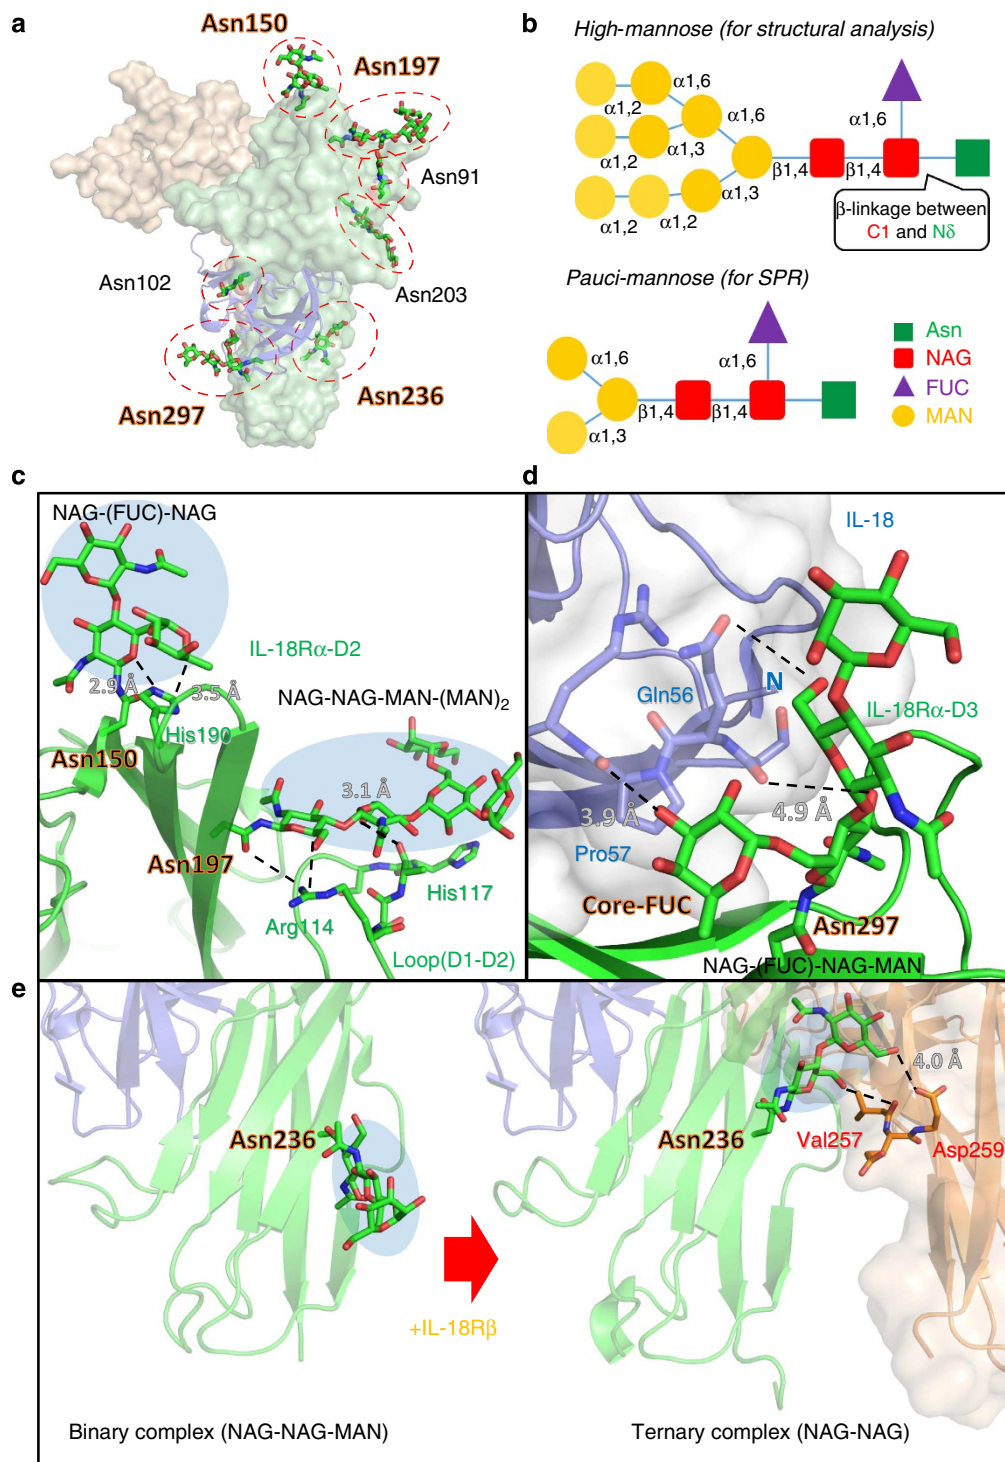 a
Asn150
Asn197
Asn91
Asn203
Asn102
Asn297
Asn236
b
High-mannose (for structural analysis)
α1,6
α1,2
α1,6
α1,6
α1,2
α1,3
β1,4
β1,4
α1,3
α1,2
α1,2
β-linkage between
C1 and Nδ
Pauci-mannose (for SPR)
α1,6
α1,6
β1,4
β1,4
α1,3
Asn
NAG
FUC
MAN
c
NAG-(FUC)-NAG
IL-18Rα-D2
2.9 Å
3.5 Å
NAG-NAG-MAN-(MAN)2
His190
Asn150
3.1 Å
Asn197
His117
Arg114
Loop(D1-D2)
d
IL-18
Gln56
N
IL-18Rα-D3
3.9 Å
4.9 Å
Pro57
Core-FUC
Asn297
NAG-(FUC)-NAG-MAN
e
Asn236
+IL-18Rβ
Binary complex (NAG-NAG-MAN)
4.0 Å
Asn236
Val257
Asp259
Ternary complex (NAG-NAG)